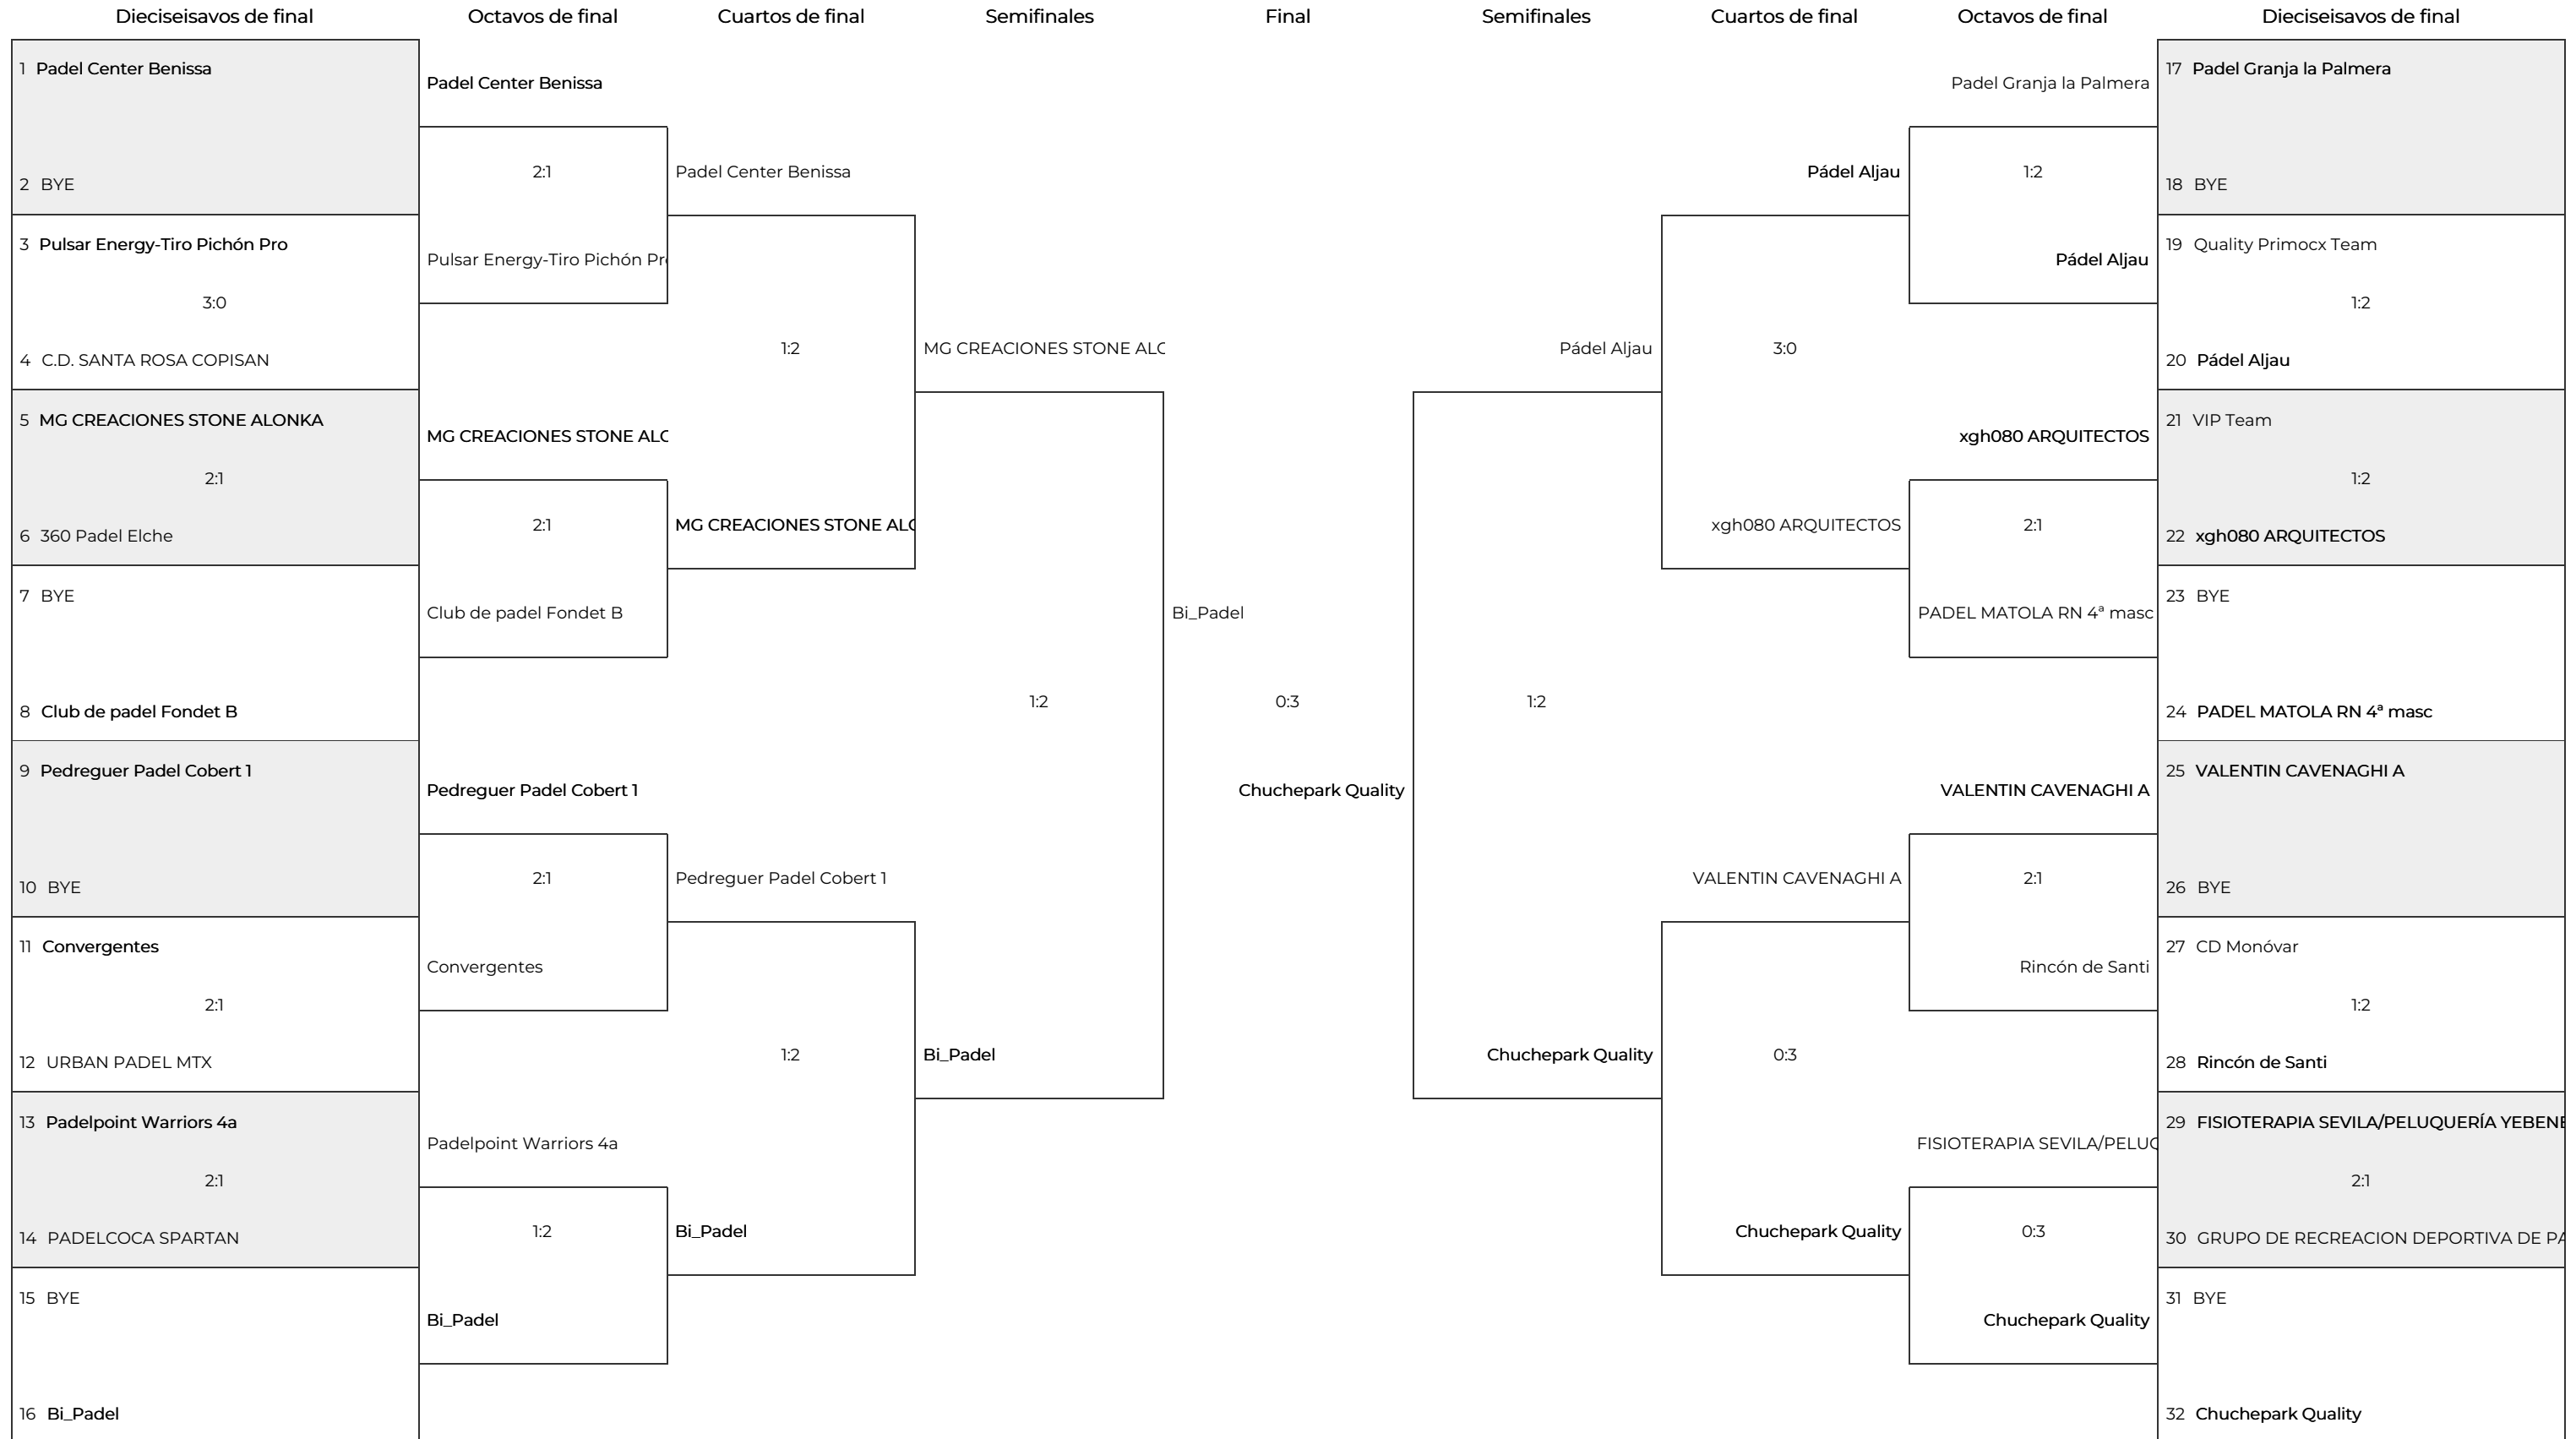 Dieciseisavos de final
Octavos de final
Cuartos de final
Semifinales
Final
Semifinales
Cuartos de final
Octavos de final
Dieciseisavos de final
1 Padel Center Benissa
2 BYE
3 Pulsar Energy-Tiro Pichón Pro
3:0
4 C.D. SANTA ROSA COPISAN
5 MG CREACIONES STONE ALONKA
2:1
6 360 Padel Elche
7 BYE
8 Club de padel Fondet B
9 Pedreguer Padel Cobert 1
10 BYE
11 Convergentes
2:1
12 URBAN PADEL MTX
13 Padelpoint Warriors 4a
2:1
14 PADELCOCA SPARTAN
15 BYE
16 Bi_Padel
Padel Center Benissa
2:1
Pulsar Energy-Tiro Pichón Pr
MG CREACIONES STONE ALC
2:1
Club de padel Fondet B
Pedreguer Padel Cobert 1
2:1
Convergentes
Padelpoint Warriors 4a
1:2
Bi_Padel
Padel Center Benissa
1:2
MG CREACIONES STONE ALC
Pedreguer Padel Cobert 1
1:2
Bi_Padel
MG CREACIONES STONE ALC
1:2
Bi_Padel
Bi_Padel
0:3
Chuchepark Quality
Pádel Aljau
1:2
Chuchepark Quality
Pádel Aljau
3:0
xgh080 ARQUITECTOS
VALENTIN CAVENAGHI A
0:3
Chuchepark Quality
Padel Granja la Palmera
1:2
Pádel Aljau
xgh080 ARQUITECTOS
2:1
PADEL MATOLA RN 4ª masc
VALENTIN CAVENAGHI A
2:1
Rincón de Santi
FISIOTERAPIA SEVILA/PELUQ
0:3
Chuchepark Quality
17 Padel Granja la Palmera
18 BYE
19 Quality Primocx Team
1:2
20 Pádel Aljau
21 VIP Team
1:2
22 xgh080 ARQUITECTOS
23 BYE
24 PADEL MATOLA RN 4ª masc
25 VALENTIN CAVENAGHI A
26 BYE
27 CD Monóvar
1:2
28 Rincón de Santi
29 FISIOTERAPIA SEVILA/PELUQUERÍA YEBENE
2:1
30 GRUPO DE RECREACION DEPORTIVA DE PA
31 BYE
32 Chuchepark Quality